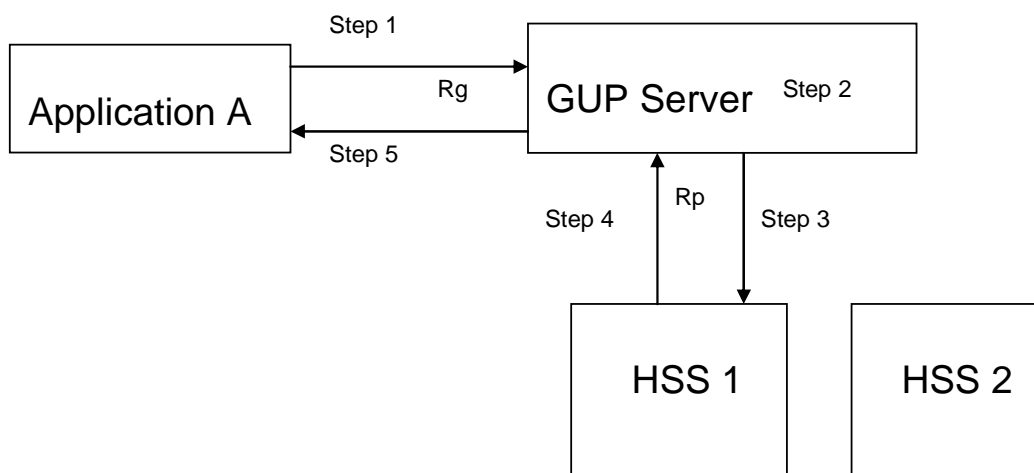 Step 1
Application A
Rg
GUP Server
Step 2
Step 5
Step 4
Rp
Step 3
HSS 1
HSS 2